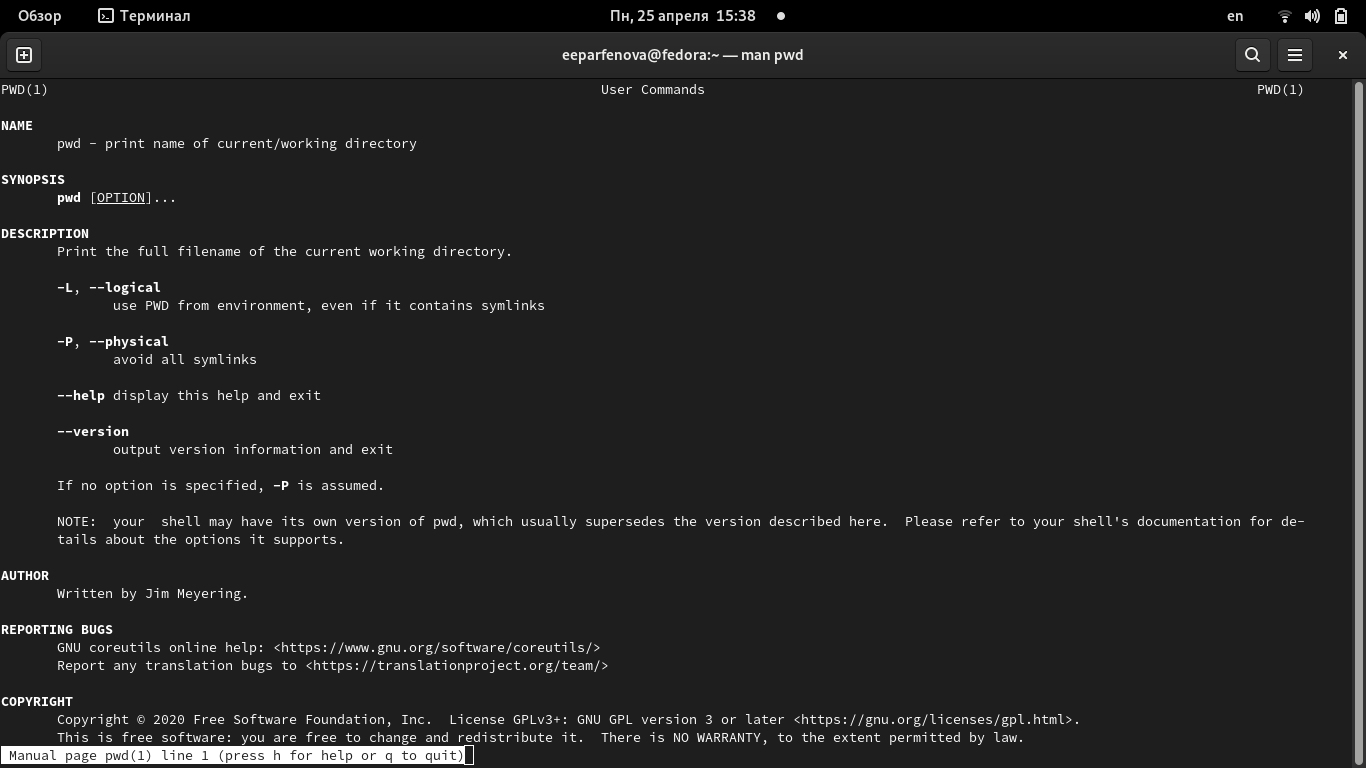 Обзор Терминал Пн, 25 апреля 15:38 en
eeparfenova@fedora:~ — man pwd
PWD(1) User Commands PWD(1)
NAME
pwd - print name of current/working directory
SYNOPSIS
pwd [OPTION]...
DESCRIPTION
Print the full filename of the current working directory.
-L, --logical
use PWD from environment, even if it contains symlinks
-P, --physical
avoid all symlinks
--help display this help and exit
--version
output version information and exit
If no option is specified, -P is assumed.
NOTE:  your  shell may have its own version of pwd, which usually supersedes the version described here.  Please refer to your shell's documentation for de-
tails about the options it supports.
AUTHOR
Written by Jim Meyering.
REPORTING BUGS
GNU coreutils online help: <https://www.gnu.org/software/coreutils/>
Report any translation bugs to <https://translationproject.org/team/>
COPYRIGHT
Copyright © 2020 Free Software Foundation, Inc.  License GPLv3+: GNU GPL version 3 or later <https://gnu.org/licenses/gpl.html>.
This is free software: you are free to change and redistribute it.  There is NO WARRANTY, to the extent permitted by law.
Manual page pwd(1) line 1 (press h for help or q to quit)